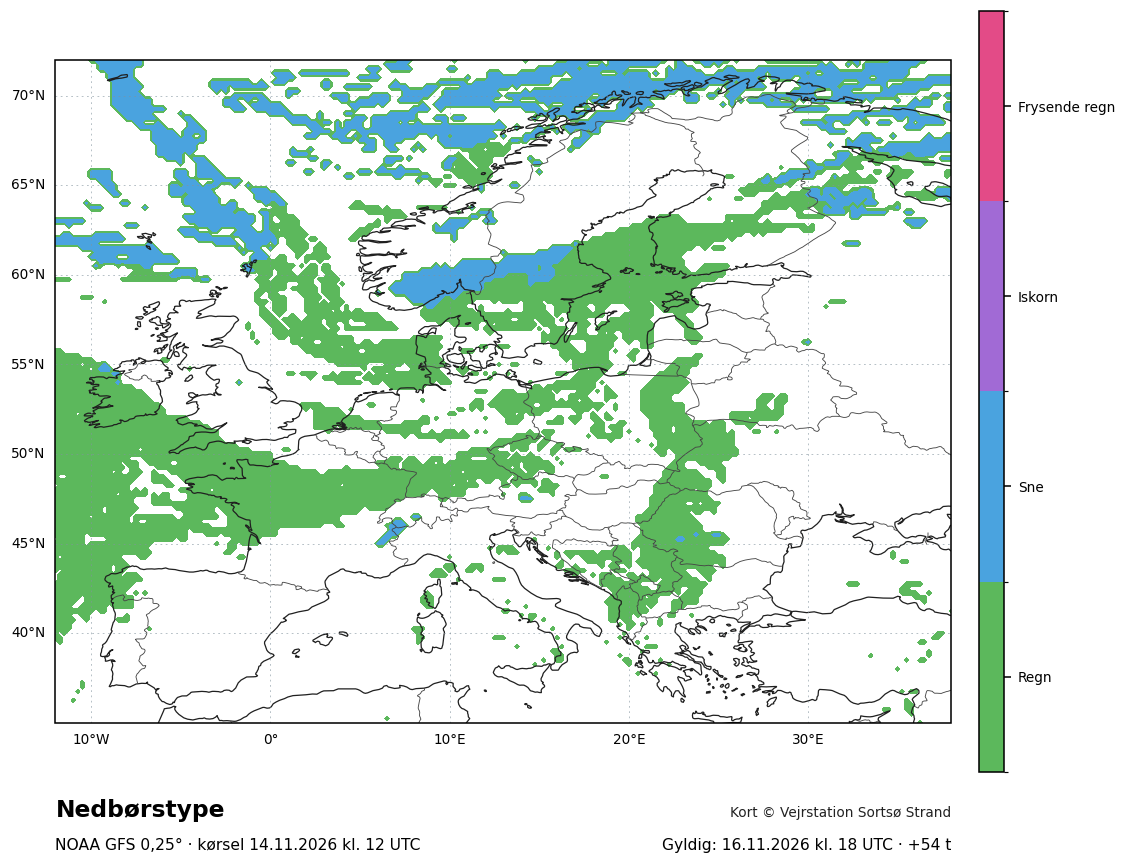 70°N
65°N
60°N
55°N
50°N
45°N
40°N
10°W
0°
10°E
20°E
30°E
Frysende regn
Iskorn
Sne
Regn
Nedbørstype
Kort © Vejrstation Sortsø Strand
NOAA GFS 0,25° · kørsel 14.11.2026 kl. 12 UTC
Gyldig: 16.11.2026 kl. 18 UTC · +54 t